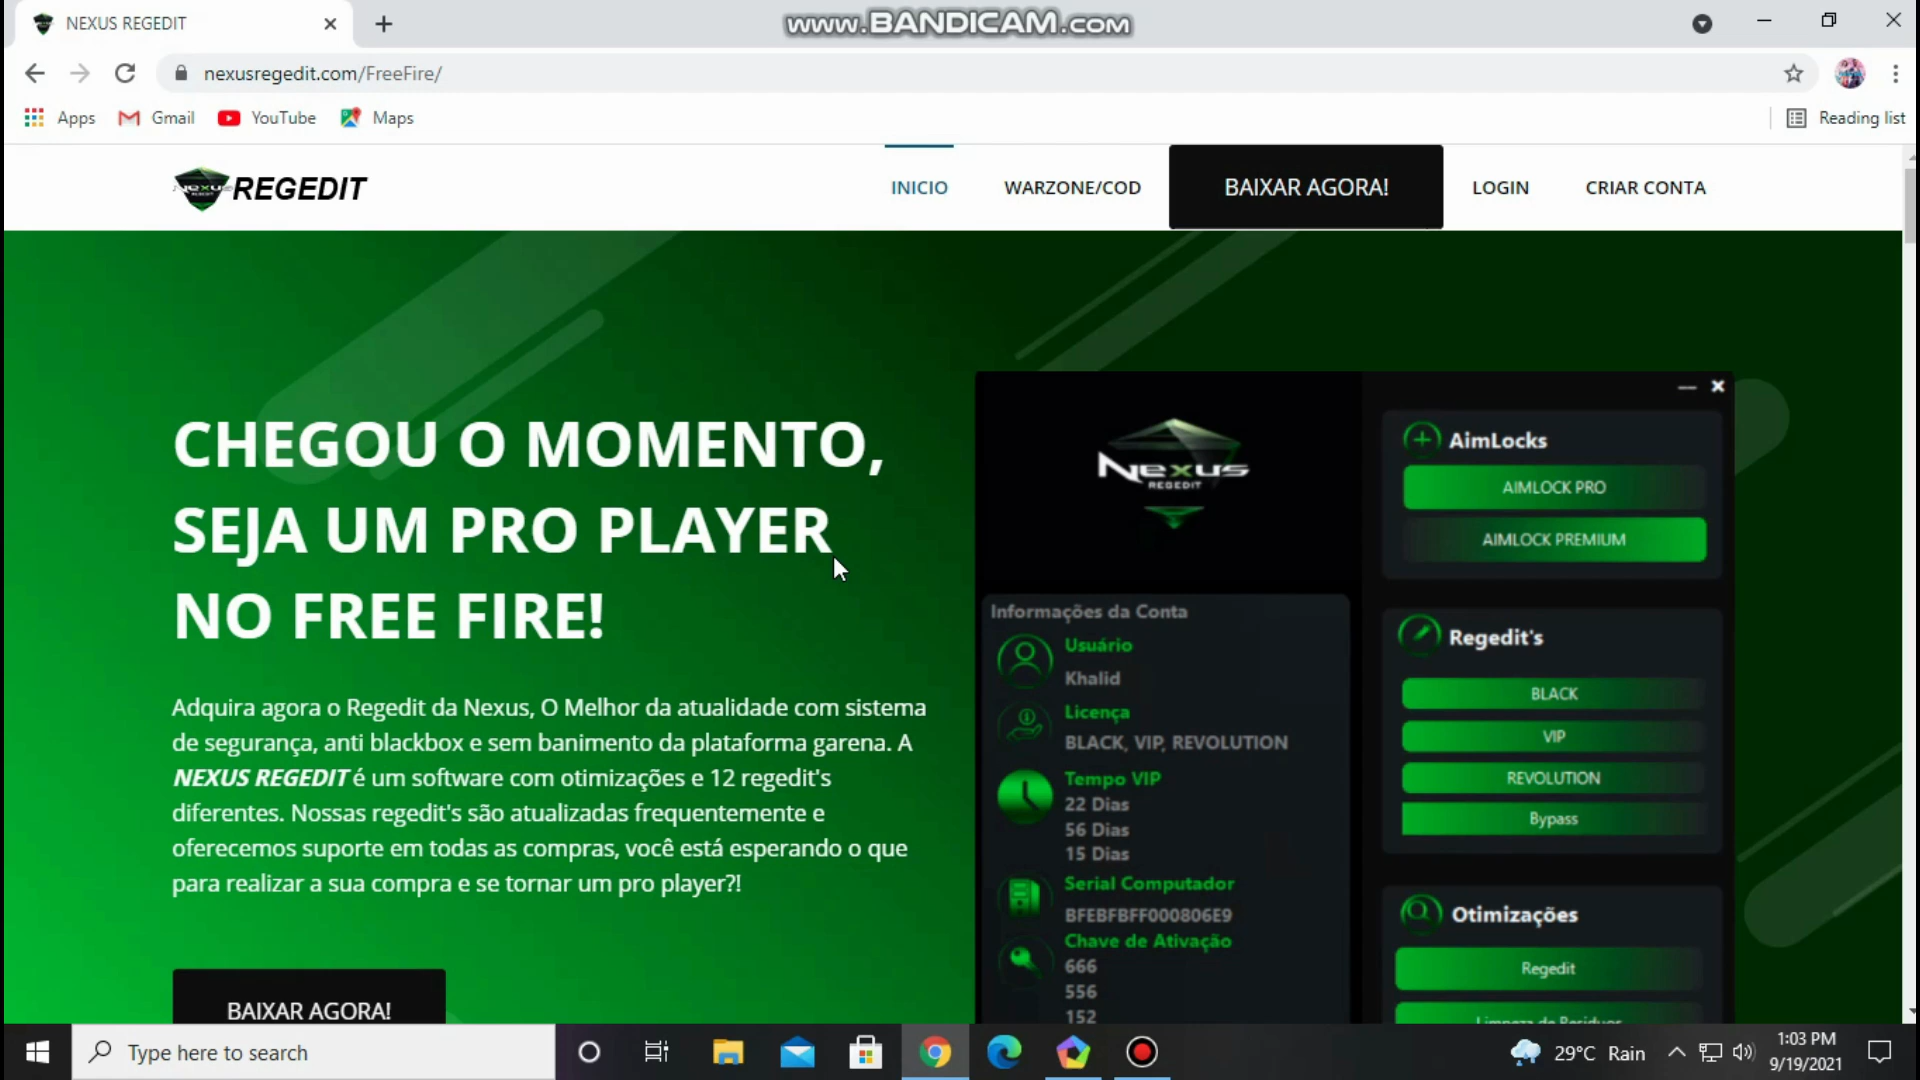 NEXUS REGEDIT
www.BANDICAM.com
nexusregedit.com/FreeFire/
Apps
Gmail
YouTube
Maps
Reading list
NEXUS REGEDIT
INICIO
WARZONE/COD
BAIXAR AGORA!
LOGIN
CRIAR CONTA
CHEGOU O MOMENTO,
SEJA UM PRO PLAYER
NO FREE FIRE!
Adquira agora o Regedit da Nexus, O Melhor da atualidade com sistema
de segurança, anti blackbox e sem banimento da plataforma garena. A
NEXUS REGEDIT é um software com otimizações e 12 regedit's
diferentes. Nossas regedit's são atualizadas frequentemente e
oferecemos suporte em todas as compras, você está esperando o que
para realizar a sua compra e se tornar um pro player?!
BAIXAR AGORA!
Nexus
REGEDIT
Informações da Conta
Usuário
Khalid
Licença
BLACK, VIP, REVOLUTION
Tempo VIP
22 Dias
56 Dias
15 Dias
Serial Computador
BFEBFBFF000806E9
Chave de Ativação
666
556
152
AimLocks
AIMLOCK PRO
AIMLOCK PREMIUM
Regedit's
BLACK
VIP
REVOLUTION
Bypass
Otimizações
Regedit
Limpeza de Residuos
Type here to search
29°C Rain
1:03 PM
9/19/2021